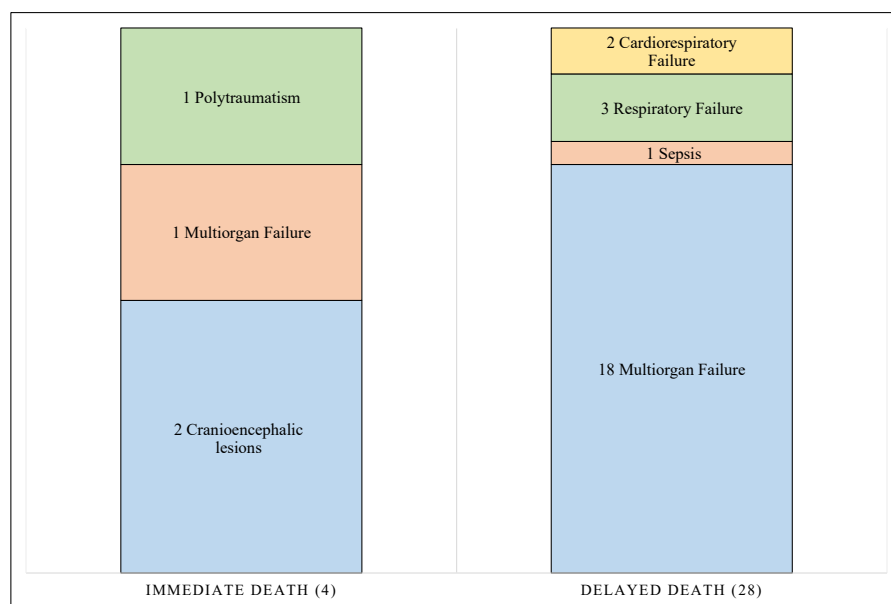 1 Polytraumatism
1 Multiorgan Failure
2 Cranioencephalic
lesions
2 Cardiorespiratory
Failure
3 Respiratory Failure
1 Sepsis
18 Multiorgan Failure
IMMEDIATE DEATH (4)
DELAYED DEATH (28)